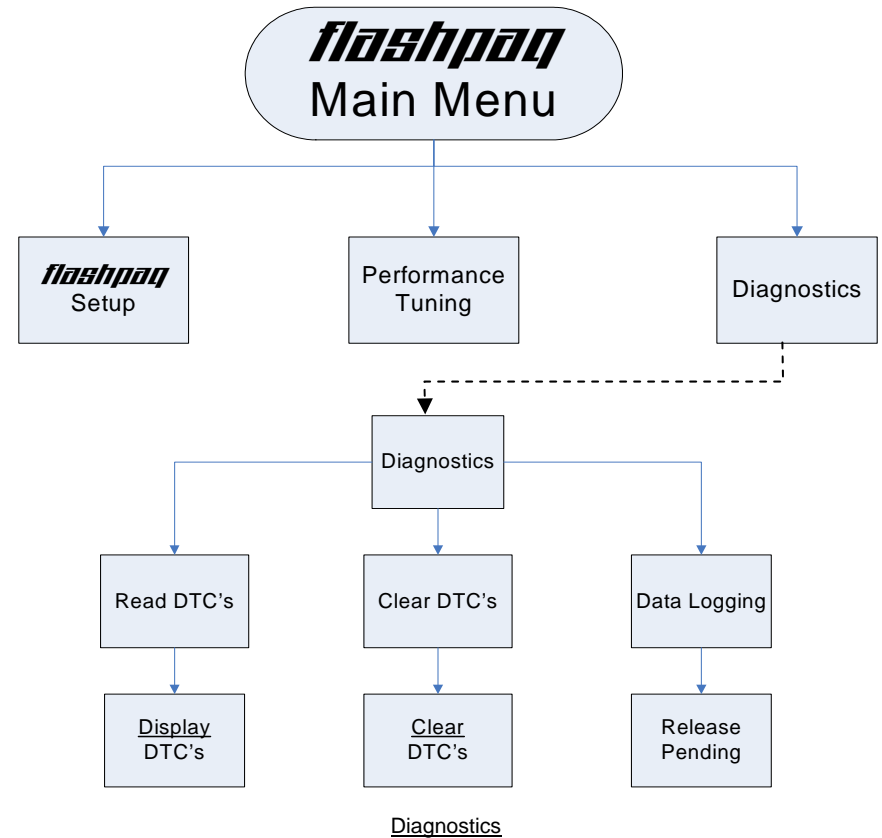 flashpaq
Main Menu
flashpaq
Setup
Performance
Tuning
Diagnostics
Diagnostics
Read DTC's
Clear DTC's
Data Logging
Display
DTC's
Clear
DTC's
Release
Pending
Diagnostics